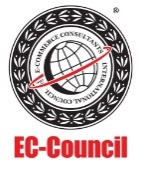 ®
E-COMMERCE CONSULTANTS
INTERNATIONAL COUNCIL
EC-Council